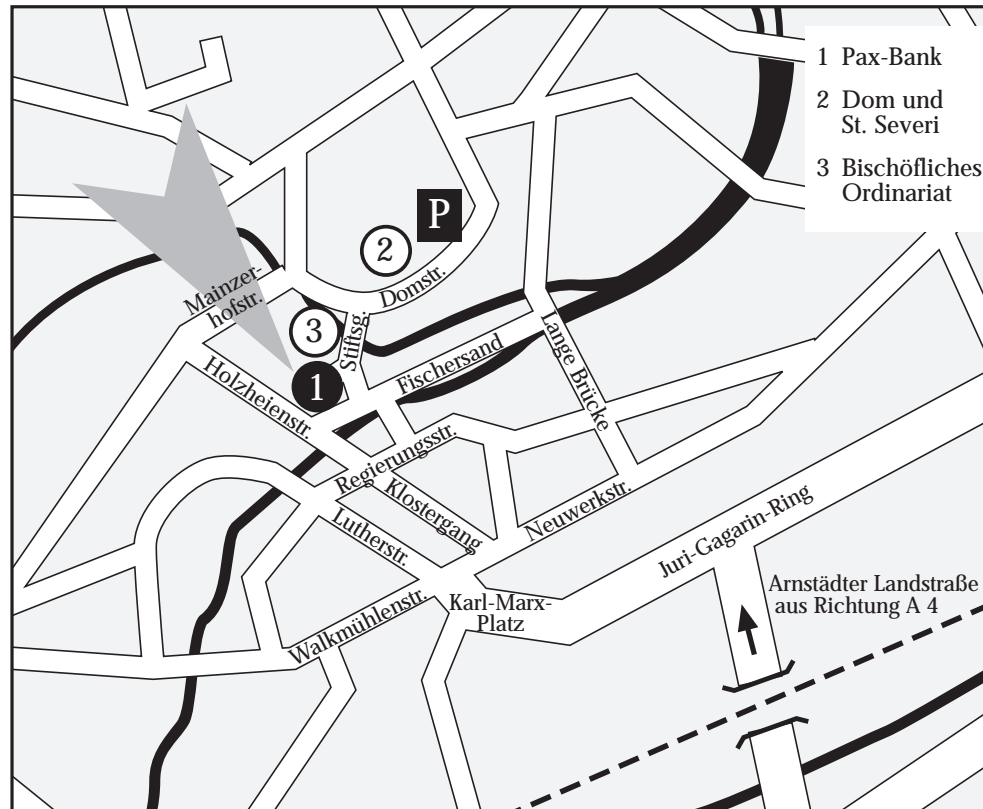 1 Pax-Bank
2 Dom und
St. Severi
3 Bischöfliches
Ordinariat
P
2
Domstr.
Mainzer-
hofstr.
3
Stiftsg.
1
Fischersand
Lange Brücke
Holzheienstr.
Regierungsstr.
Klostergang
Neuwerkstr.
Lutherstr.
Juri-Gagarin-Ring
Karl-Marx-
Platz
Walkmühlenstr.
Arnstädter Landstraße
aus Richtung A 4